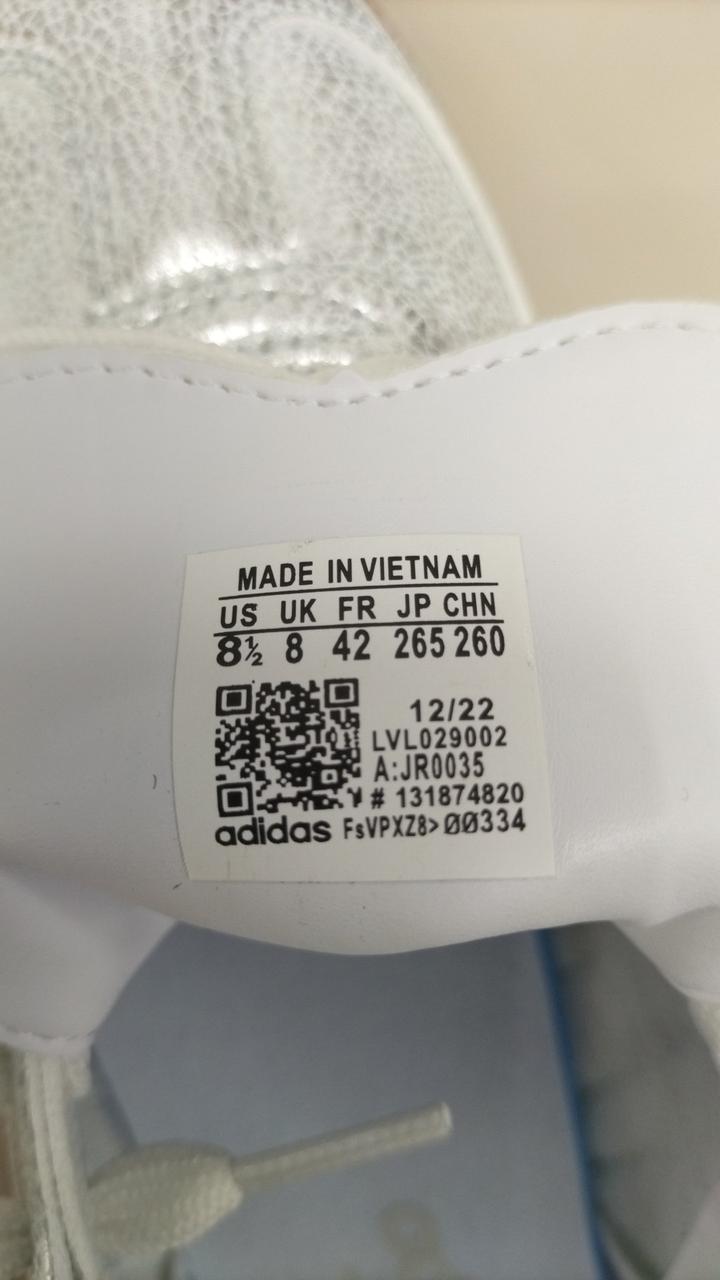 MADE IN VIETNAM
US UK FR JP CHN
8½ 8 42 265 260
12/22
LVL029002
A:JR0035
# 131874820
adidas FsVPXZ8>ØØ334